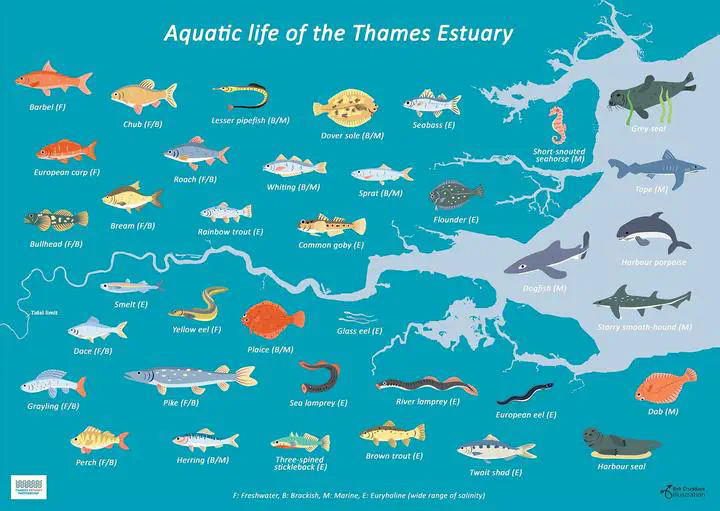 Aquatic life of the Thames Estuary
Barbel (F)
Chub (F/B)
Lesser pipefish (B/M)
Dover sole (B/M)
Seabass (E)
Short-snouted
seahorse (M)
Grey seal
European carp (F)
Roach (F/B)
Whiting (B/M)
Sprat (B/M)
Flounder (E)
Tope (M)
Bullhead (F/B)
Bream (F/B)
Rainbow trout (E)
Common goby (E)
Dogfish (M)
Harbour porpoise
Tidal limit
Smelt (E)
Yellow eel (F)
Plaice (B/M)
Glass eel (E)
Starry smooth-hound (M)
Dace (F/B)
Grayling (F/B)
Pike (F/B)
Sea lamprey (E)
River lamprey (E)
European eel (E)
Dab (M)
Perch (F/B)
Herring (B/M)
Three-spined
stickleback (E)
Brown trout (E)
Twait shad (E)
Harbour seal
THAMES ESTUARY
PARTNERSHIP
F: Freshwater, B: Brackish, M: Marine, E: Euryhaline (wide range of salinity)
illustration